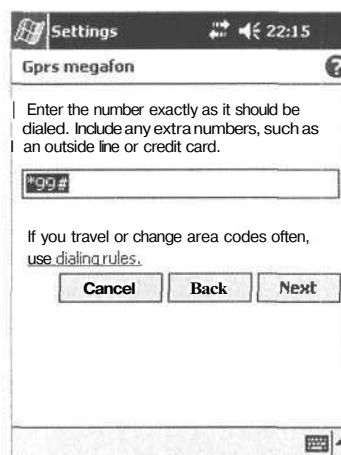 Settings 22:15
Gprs megafon
Enter the number exactly as it should be
dialed. Include any extra numbers, such as
an outside line or credit card.
*99#
If you travel or change area codes often,
use dialing rules.
Cancel Back Next